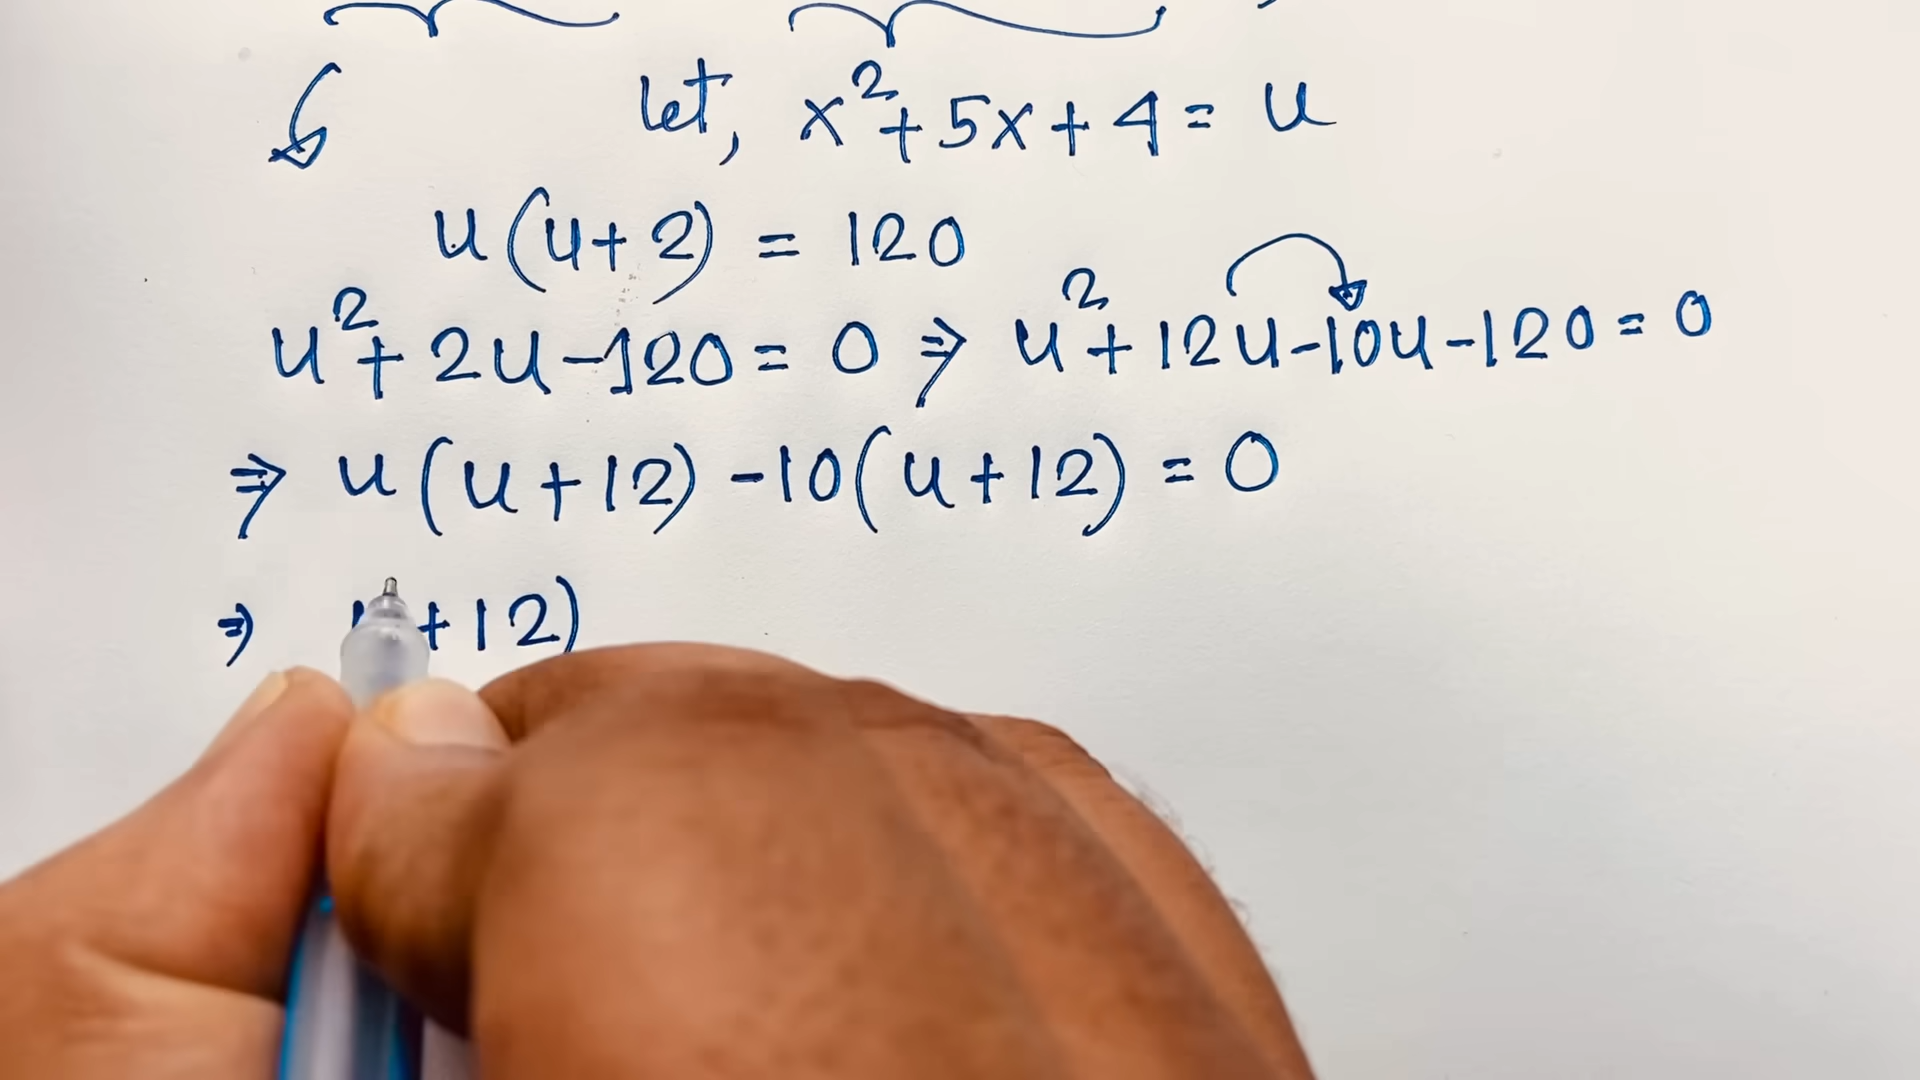 let, x²+5x+4= u
u(u+2) = 120
u²+2u-120= 0 ⇒ u²+12u-10u-120=0
⇒ u(u+12) -10(u+12) = 0
⇒ +12)